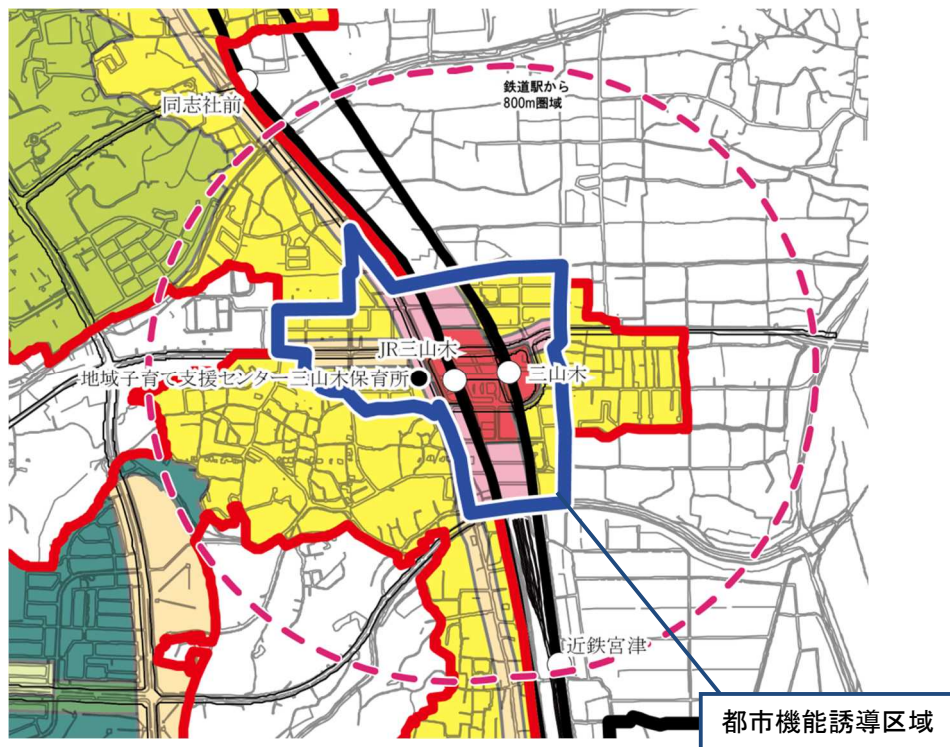 鉄道駅から
800m圏域
同志社前
JR三山木
地域子育て支援センター三山木保育所
三山木
近鉄宮津
都市機能誘導区域